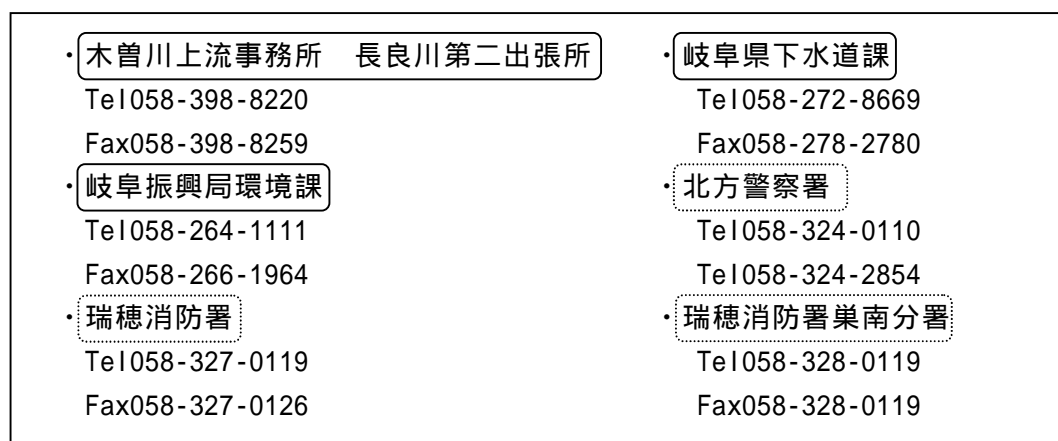 ・木曽川上流事務所　長良川第二出張所
Tel058-398-8220
Fax058-398-8259
・岐阜振興局環境課
Tel058-264-1111
Fax058-266-1964
・瑞穂消防署
Tel058-327-0119
Fax058-327-0126
・岐阜県下水道課
Tel058-272-8669
Fax058-278-2780
・北方警察署
Tel058-324-0110
Tel058-324-2854
・瑞穂消防署巣南分署
Tel058-328-0119
Fax058-328-0119